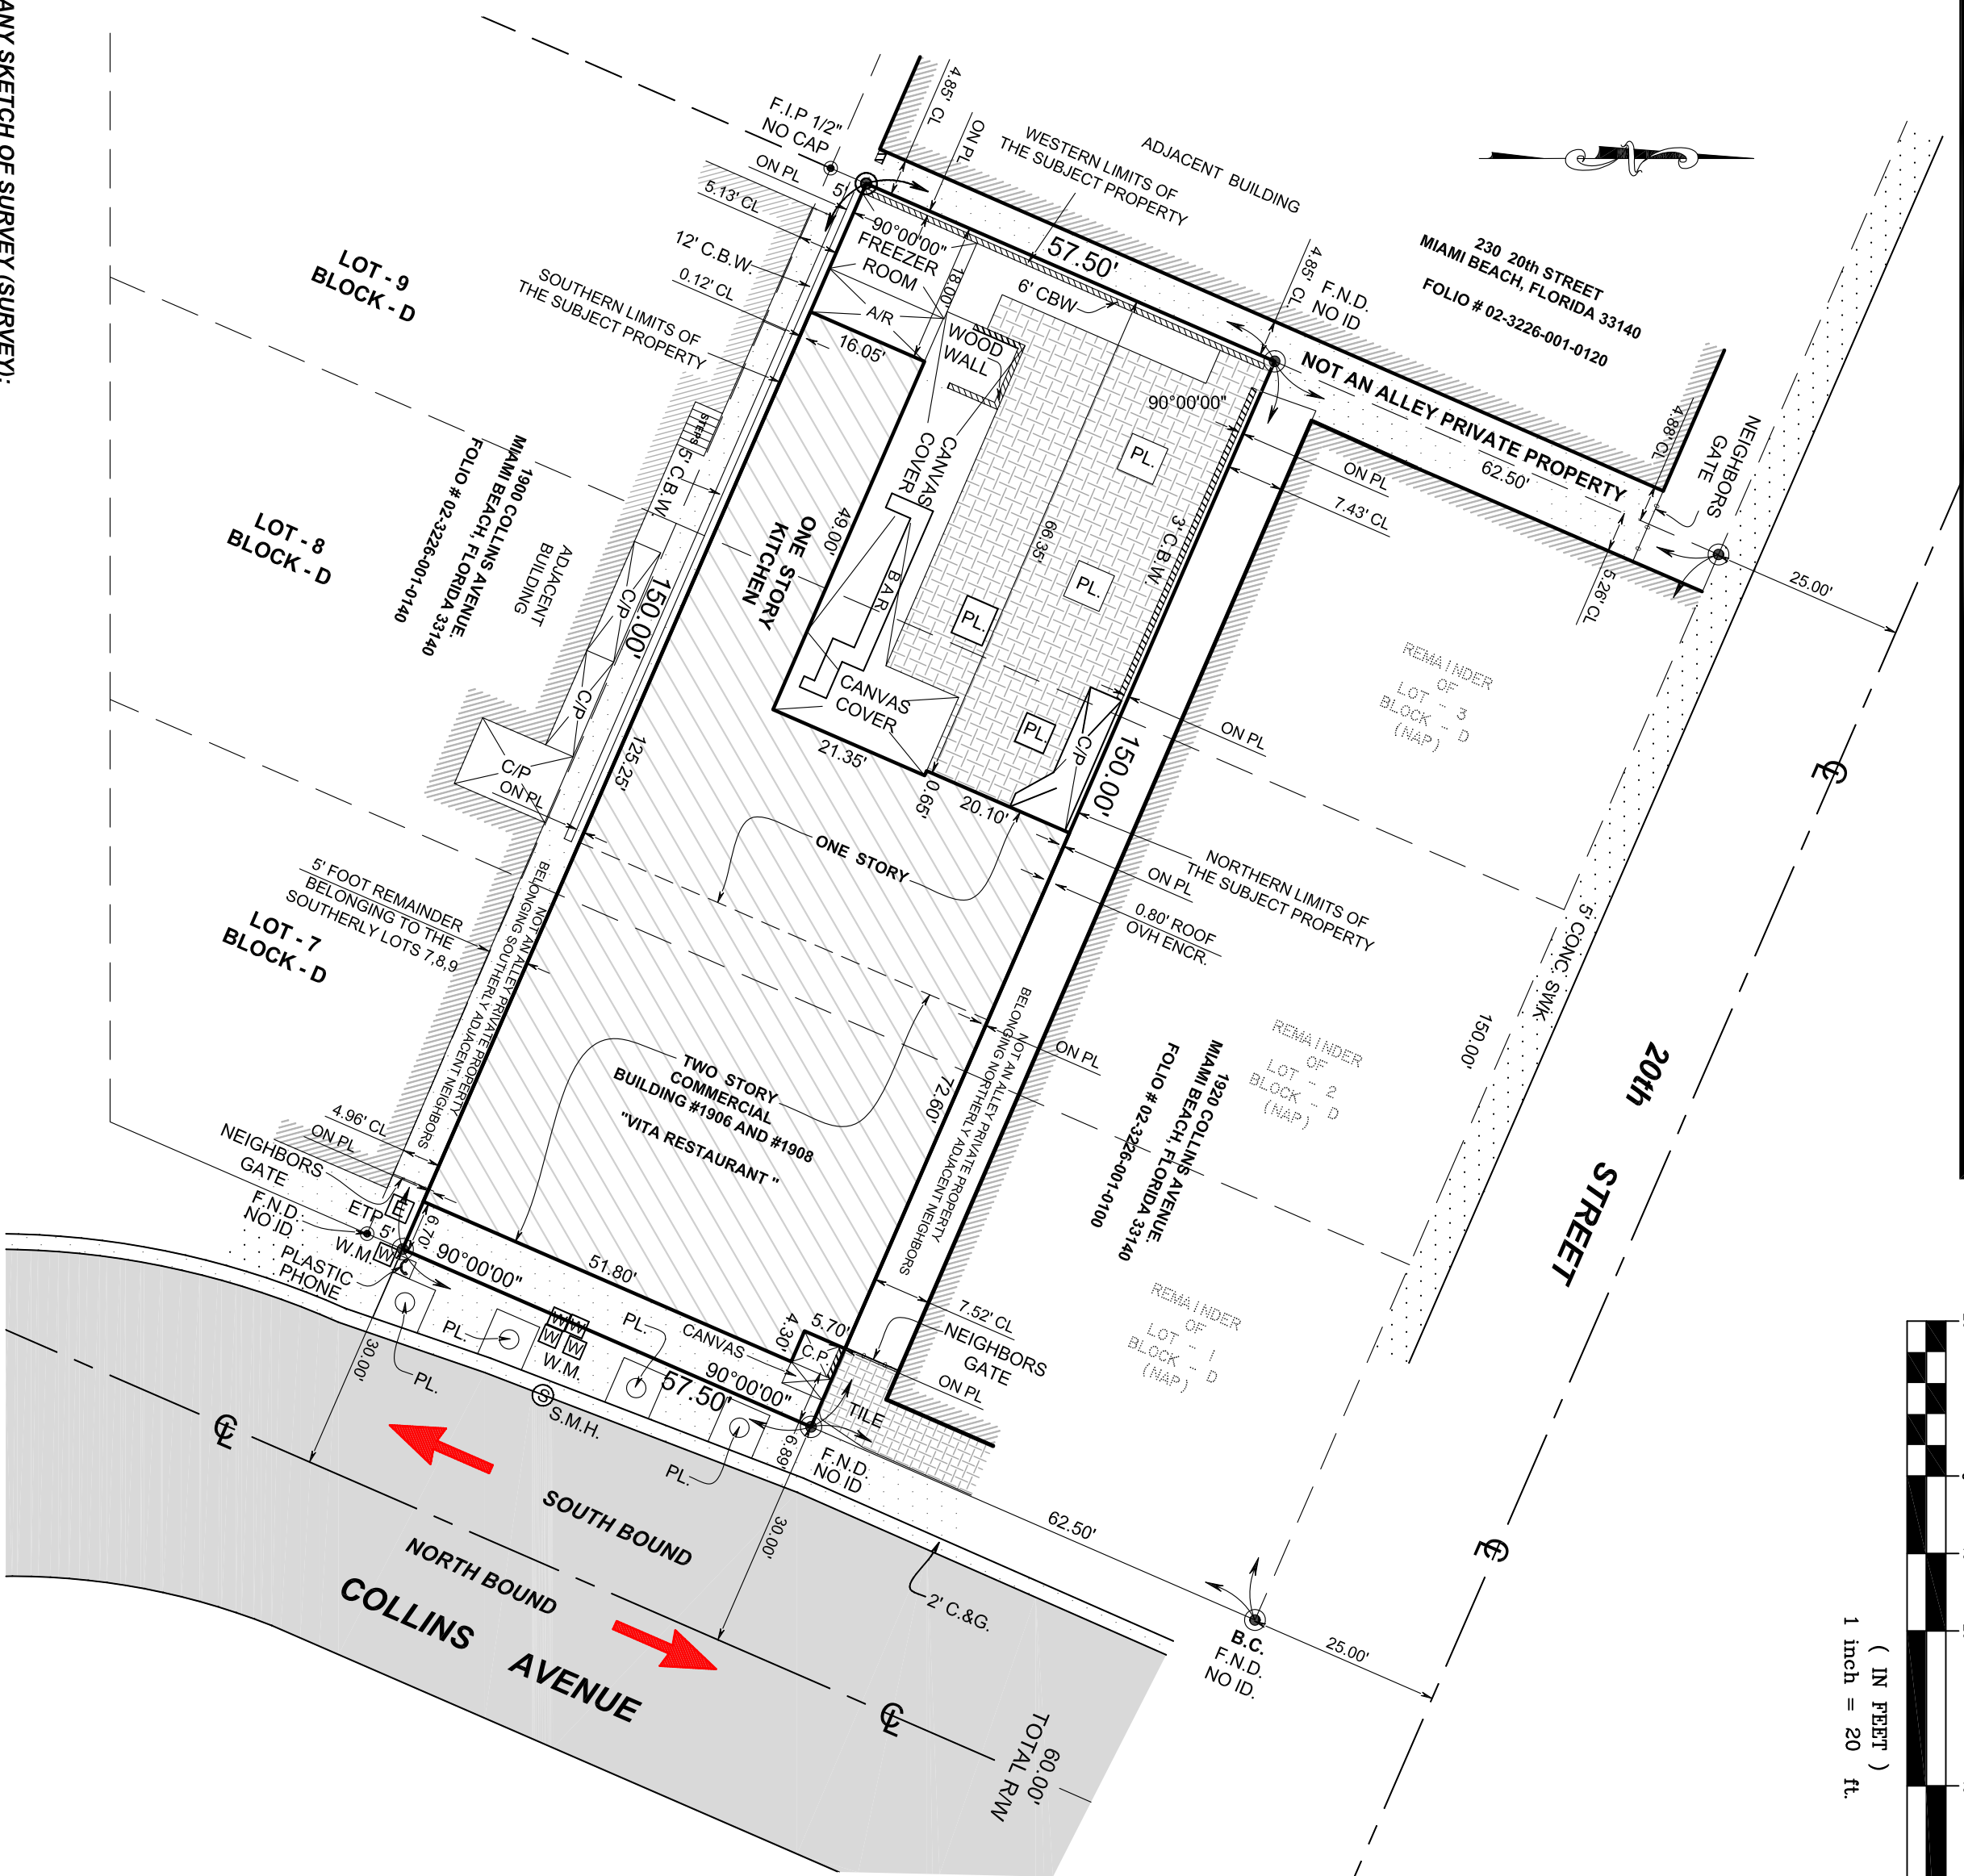 ANY SKETCH OF SURVEY (SURVEY):
F.I.P 1/2"
NO CAP
4.85' CL
ON PL
WESTERN LIMITS OF
THE SUBJECT PROPERTY
ADJACENT BUILDING
230 20th STREET
MIAMI BEACH, FLORIDA 33140
FOLIO # 02-3226-001-0120
N
ON PL
5'
5.13' CL
12' C.B.W.
0.12' CL
SOUTHERN LIMITS OF
THE SUBJECT PROPERTY
90°00'00"
FREEZER
ROOM
A/R
18.00'
57.50'
6' CBW
4.85' CL
F.N.D.
NO ID
NOT AN ALLEY PRIVATE PROPERTY
62.50'
4.88' CL
NEIGHBORS
GATE
5.26' CL
25.00'
LOT - 9
BLOCK - D
16.05'
WOOD
WALL
CANVAS
COVER
90°00'00"
ON PL
7.43' CL
PL.
PL.
PL.
PL.
66.35'
3' C.B.W.
STEPS
5' C.B.W.
1900 COLLINS AVENUE.
MIAMI BEACH, FLORIDA 33140
FOLIO # 02-3226-001-0140
LOT - 8
BLOCK - D
ADJACENT
BUILDING
C/P
C/P
C/P
ON PL
150.00'
125.25'
ONE STORY
KITCHEN
49.00'
BAR
CANVAS
COVER
21.35'
0.65'
20.10'
C/P
150.00'
ON PL
REMAINDER
OF
LOT - 3
BLOCK - D
(NAP)
ONE STORY
NORTHERN LIMITS OF
THE SUBJECT PROPERTY
ON PL
0.80' ROOF
OVH ENCR.
5' CONC. SWK
5' FOOT REMAINDER
BELONGING TO THE
SOUTHERLY LOTS 7,8,9
LOT - 7
BLOCK - D
NOT AN ALLEY PRIVATE PROPERTY
BELONGING SOUTHERLY ADJACENT NEIGHBORS
TWO STORY
COMMERCIAL
BUILDING #1906 AND #1908
"VITA RESTAURANT "
72.60'
NOT AN ALLEY PRIVATE PROPERTY
BELONGING NORTHERLY ADJACENT NEIGHBORS
ON PL
1920 COLLINS AVENUE.
MIAMI BEACH, FLORIDA 33140
FOLIO # 02-3226-001-0100
REMAINDER
OF
LOT - 2
BLOCK - D
(NAP)
150.00'
20th STREET
4.96' CL
ON PL
NEIGHBORS
GATE
F.N.D.
NO ID.
ETP
E
5'
W.M.
W
PLASTIC
PHONE
6.70'
90°00'00"
51.80'
PL.
PL.
W W
W W
W.M.
PL.
CANVAS
4.30'
5.70'
C.P.
90°00'00"
57.50'
7.52' CL
NEIGHBORS
GATE
ON PL
REMAINDER
OF
LOT - 1
BLOCK - D
(NAP)
TILE
6.89'
F.N.D.
NO ID
PL.
S
S.M.H.
30.00'
30.00'
62.50'
2' C.&G.
B.C.
F.N.D.
NO ID.
25.00'
SOUTH BOUND
NORTH BOUND
COLLINS AVENUE
60.00'
TOTAL R/W
CL
CL
CL
CL
( IN FEET )
1 inch = 20 ft.